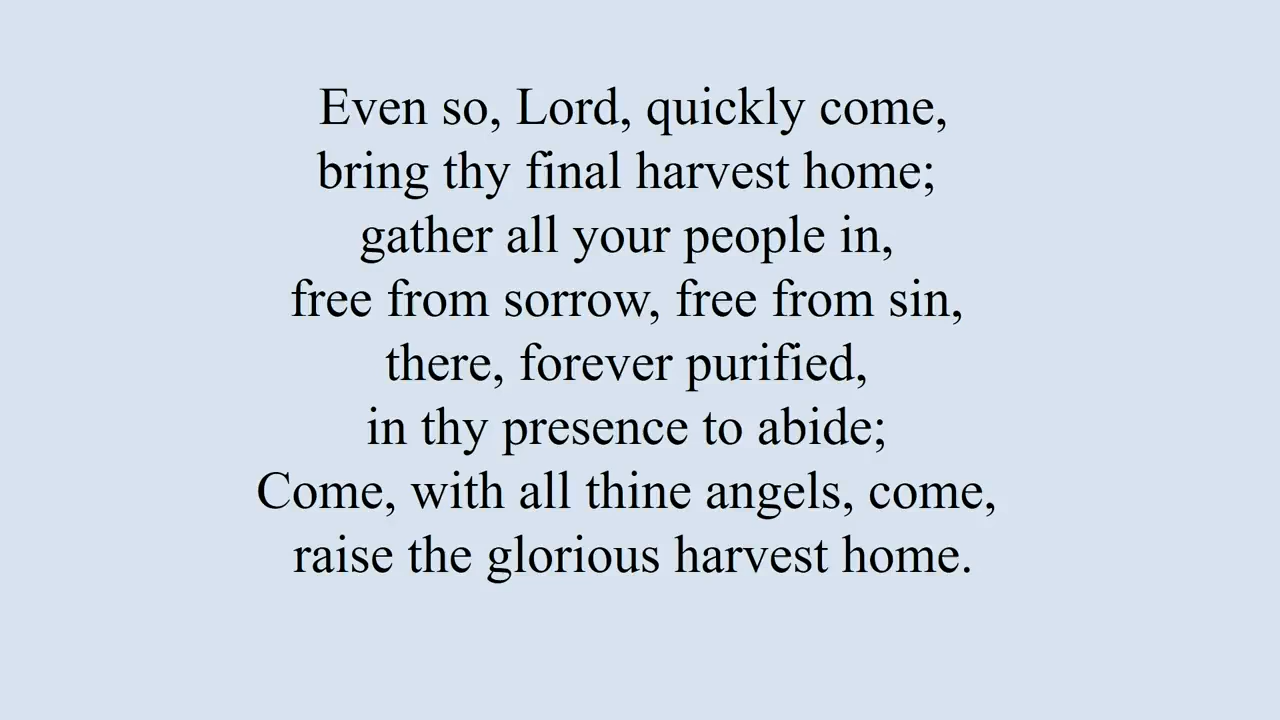 Even so, Lord, quickly come,
bring thy final harvest home;
gather all your people in,
free from sorrow, free from sin,
there, forever purified,
in thy presence to abide;
Come, with all thine angels, come,
raise the glorious harvest home.